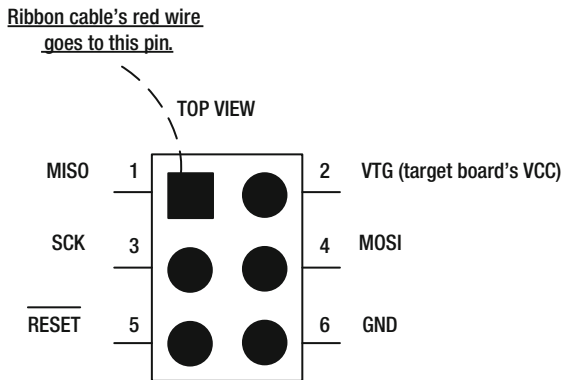 Ribbon cable's red wire
goes to this pin.
TOP VIEW
MISO 1 2 VTG (target board's VCC)
SCK 3 4 MOSI
RESET 5 6 GND